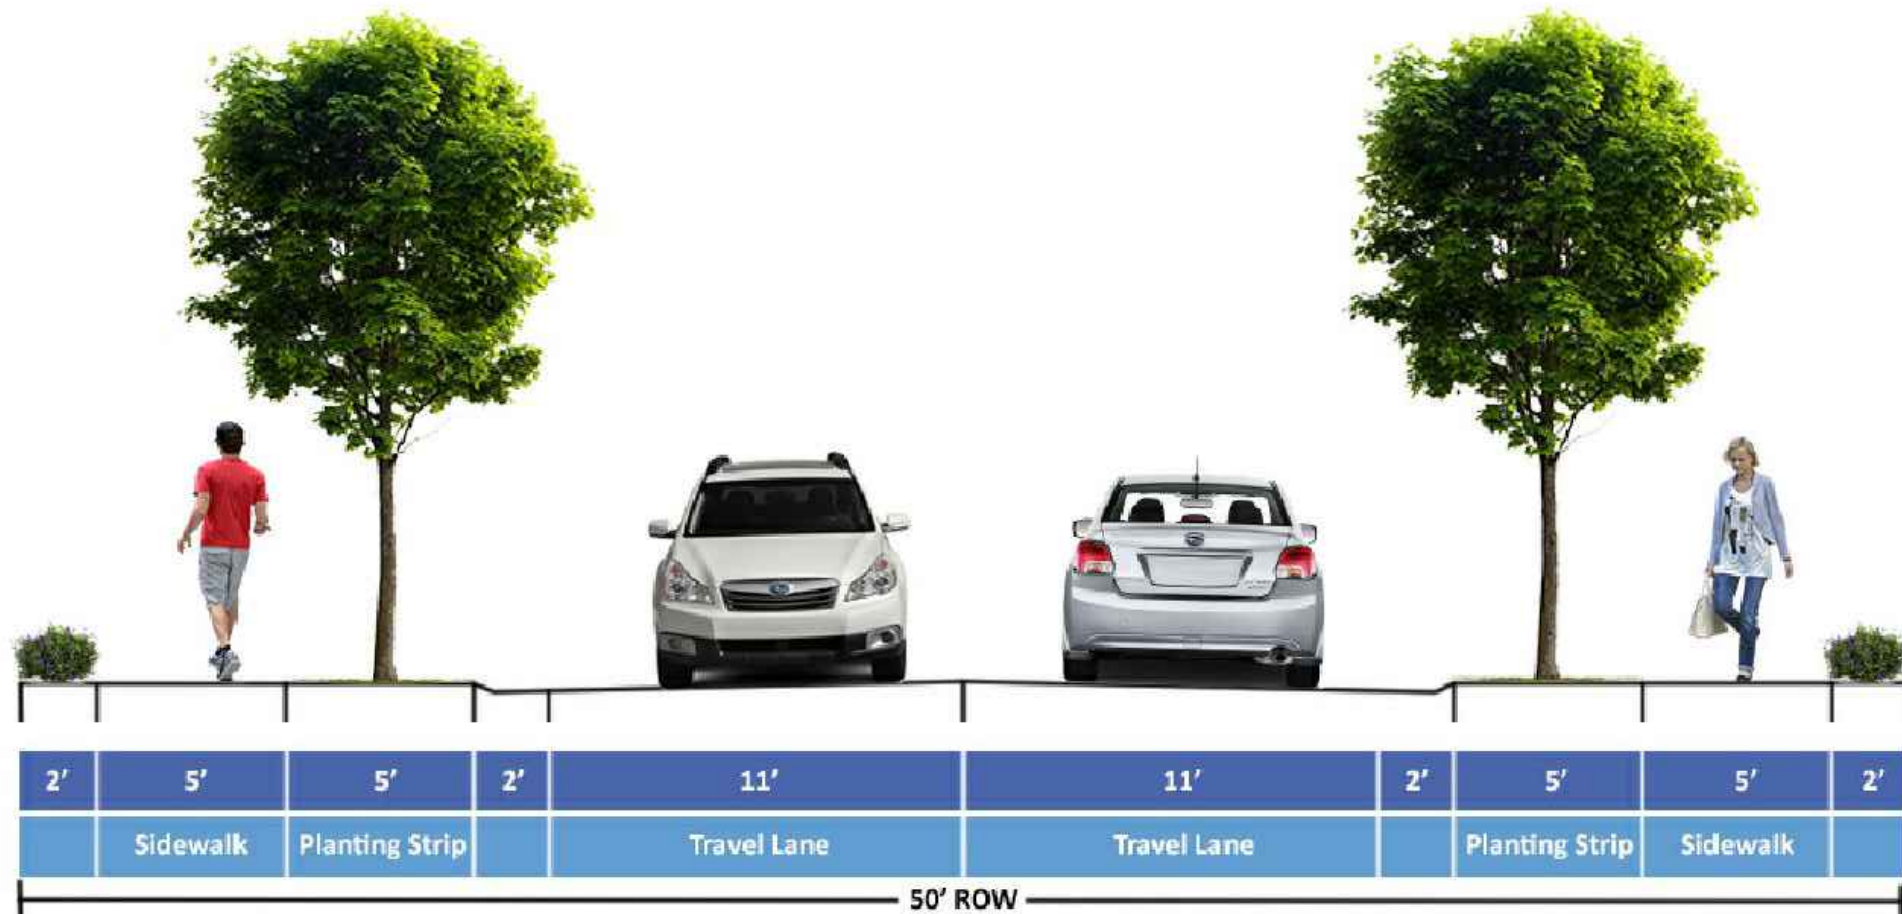 2’ 5’ 5’ 2’ 11’ 11’ 2’ 5’ 5’ 2’
Sidewalk Planting Strip Travel Lane Travel Lane Planting Strip Sidewalk
50’ ROW